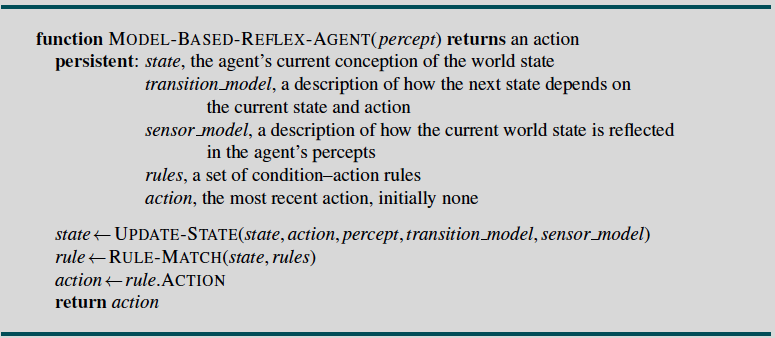 function MODEL-BASED-REFLEX-AGENT(percept) returns an action
persistent: state, the agent's current conception of the world state
transition_model, a description of how the next state depends on
the current state and action
sensor_model, a description of how the current world state is reflected
in the agent's percepts
rules, a set of condition–action rules
action, the most recent action, initially none
state←UPDATE-STATE(state, action, percept, transition_model, sensor_model)
rule←RULE-MATCH(state, rules)
action←rule.ACTION
return action